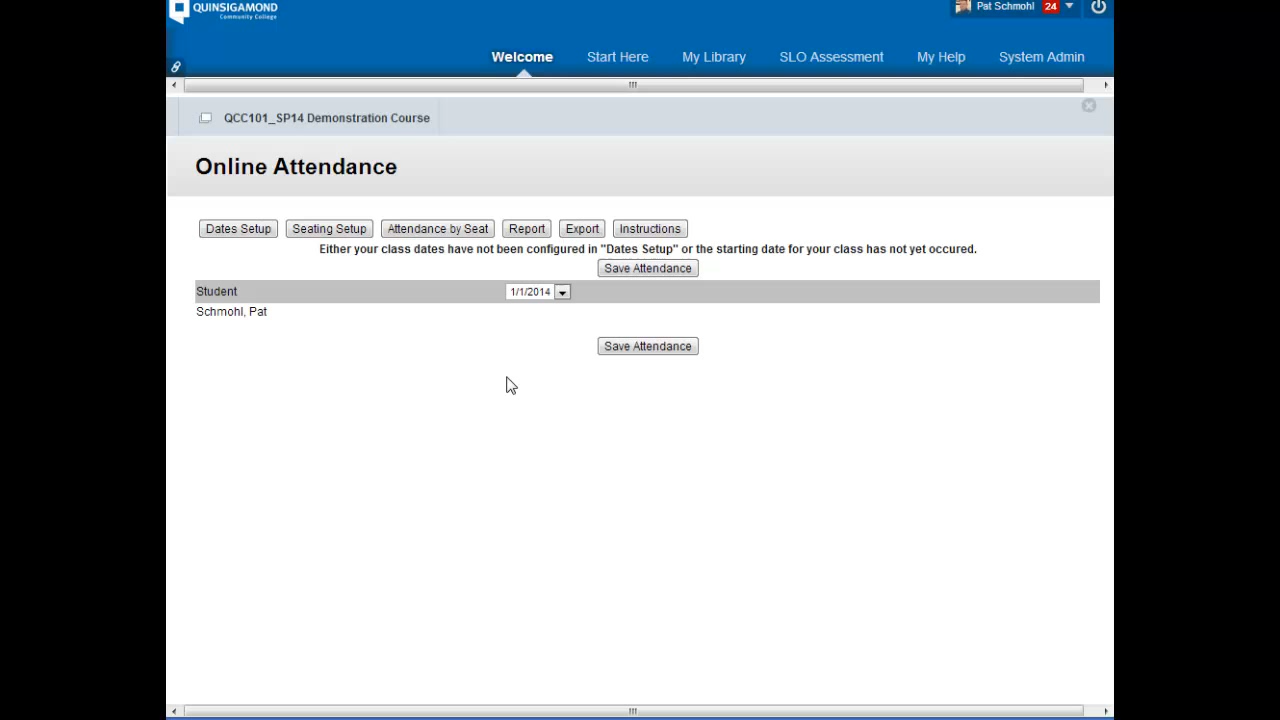 QUINSIGAMOND
Community College
Pat Schmohl 24
Welcome Start Here My Library SLO Assessment My Help System Admin
QCC101_SP14 Demonstration Course
Online Attendance
Dates Setup Seating Setup Attendance by Seat Report Export Instructions
Either your class dates have not been configured in "Dates Setup" or the starting date for your class has not yet occured.
Save Attendance
Student 1/1/2014
Schmohl, Pat
Save Attendance